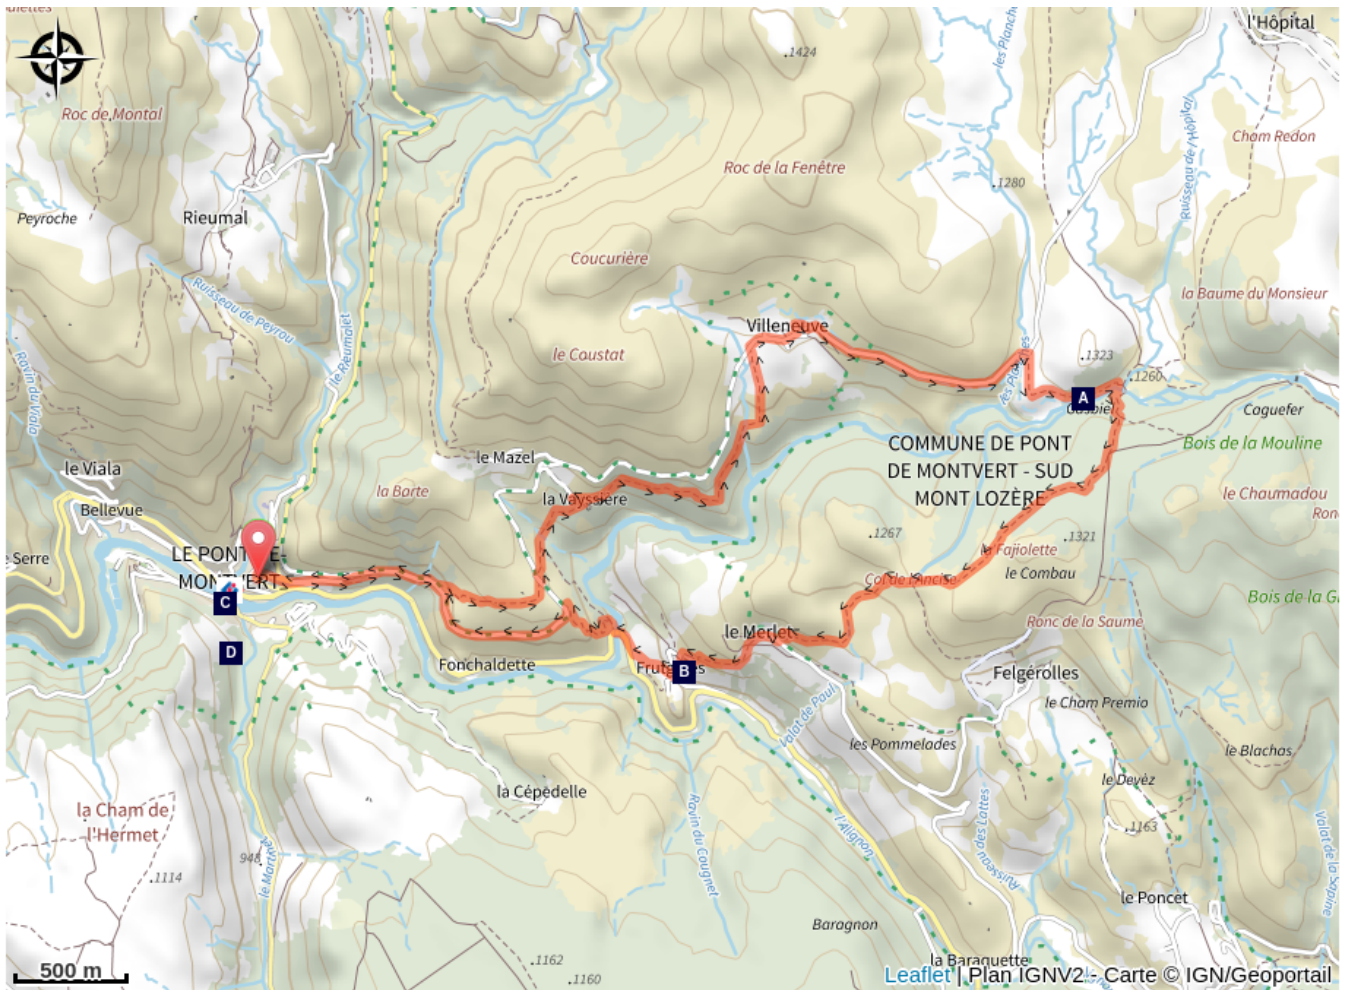 l'Hôpital
les Planch
.1424
Roc de Montal
Ruisseau de l'Hôpital
Cham Redon
Roc de la Fenêtre
.1280
Peyroche
Rieumal
Coucurière
Ruisseau de Peyrou
la Baume du Monsieur
Villeneuve
le Rieumalet
le Coustat
.1323
.1260
Ravin du Viala
A
Caguefer
COMMUNE DE PONT
DE MONTVERT - SUD
MONT LOZÈRE
Bois de la Mouline
le Mazel
le Viala
la Barte
la Vayssière
le Chaumadou
Bellevue
.1267
.1321
LE PONT
MONTVERT
e Serre
la Fajiolette
le Combau
Col de l'Ancise
Bois de la G
C
Ronc de la Saume
le Merlet
D
Fonchaldette
B
Felgérolles
Valat de Paul
le Cham Premio
les Pommelades
le Blachas
le Devèz
la Cépédelle
la Cham de
l'Hermet
Ravin du Cougnet
l'Alignon
Ruisseau des Lattes
.1163
Valat de la Sapine
948
le Martinet
.1114
le Poncet
Baragnon
.1162
la Baraquette
.1160
500 m
Leaflet | Plan IGNV2 - Carte © IGN/Geoportail